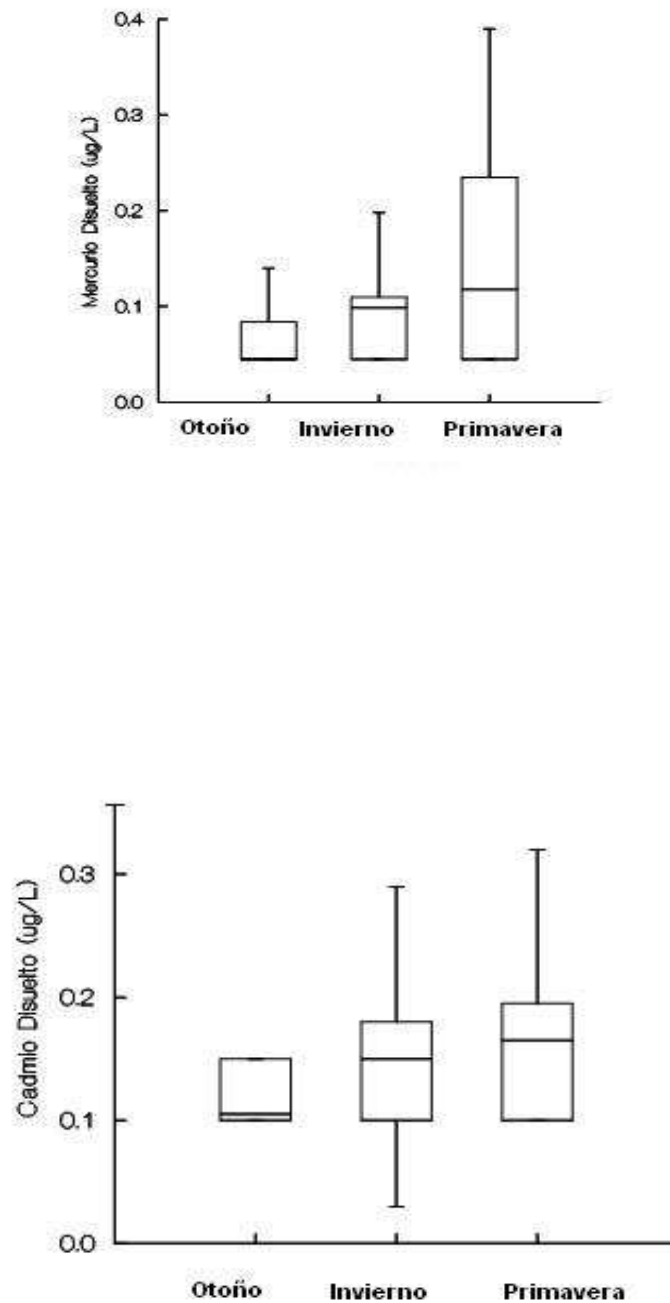 0.4
0.3
0.2
0.1
0.0
Mercurio Disuelto (ug/L)
Otoño Invierno Primavera
0.3
0.2
0.1
0.0
Cadmio Disuelto (ug/L)
Otoño Invierno Primavera